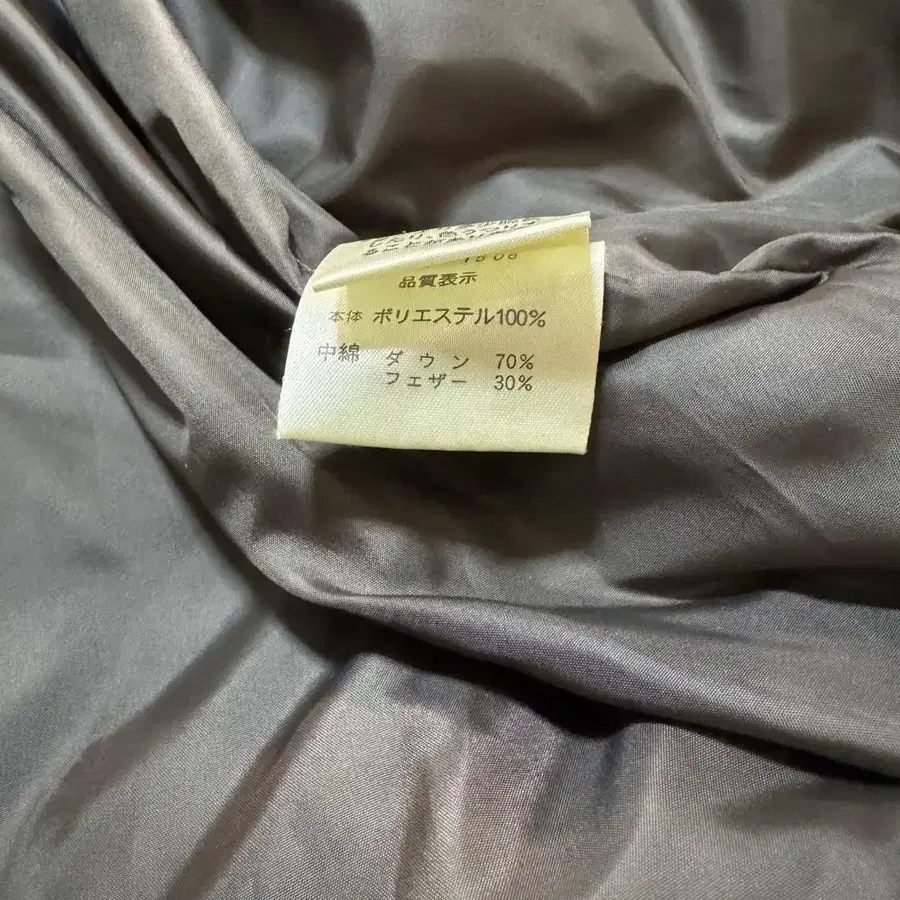 品質表示
本体 ポリエステル100%
中綿 ダウン 70%
フェザー 30%